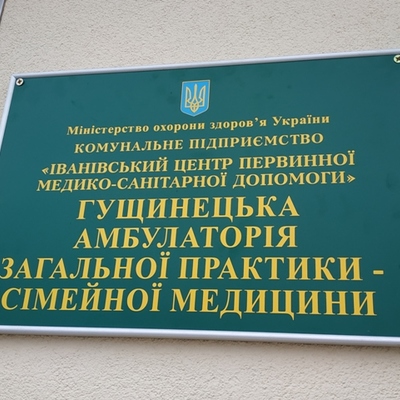 Міністерство охорони здоров'я України
КОМУНАЛЬНЕ ПІДПРИЄМСТВО
«ІВАНІВСЬКИЙ ЦЕНТР ПЕРВИННОЇ
МЕДИКО-САНІТАРНОЇ ДОПОМОГИ»
ГУЩИНЕЦЬКА
АМБУЛАТОРІЯ
ЗАГАЛЬНОЇ ПРАКТИКИ -
СІМЕЙНОЇ МЕДИЦИНИ